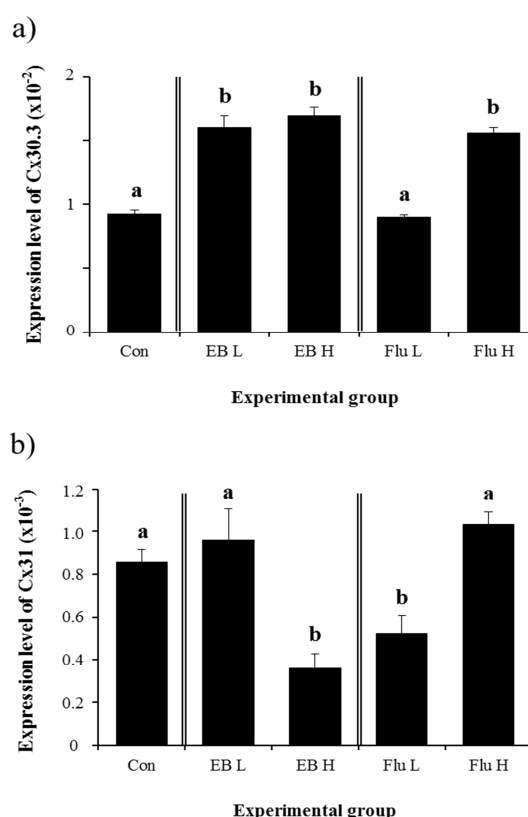 a)
Expression level of Cx30.3 (x10⁻²)
2
1
0
a
b
b
a
b
Con EB L EB H Flu L Flu H
Experimental group
b)
Expression level of Cx31 (x10⁻³)
1.2
1.0
0.8
0.6
0.4
0.2
0
a
a
b
b
a
Con EB L EB H Flu L Flu H
Experimental group